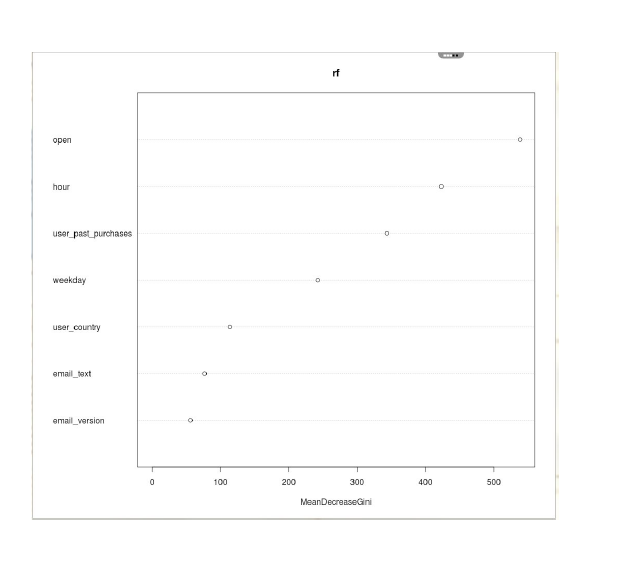 rf
open
hour
user_past_purchases
weekday
user_country
email_text
email_version
0 100 200 300 400 500
MeanDecreaseGini